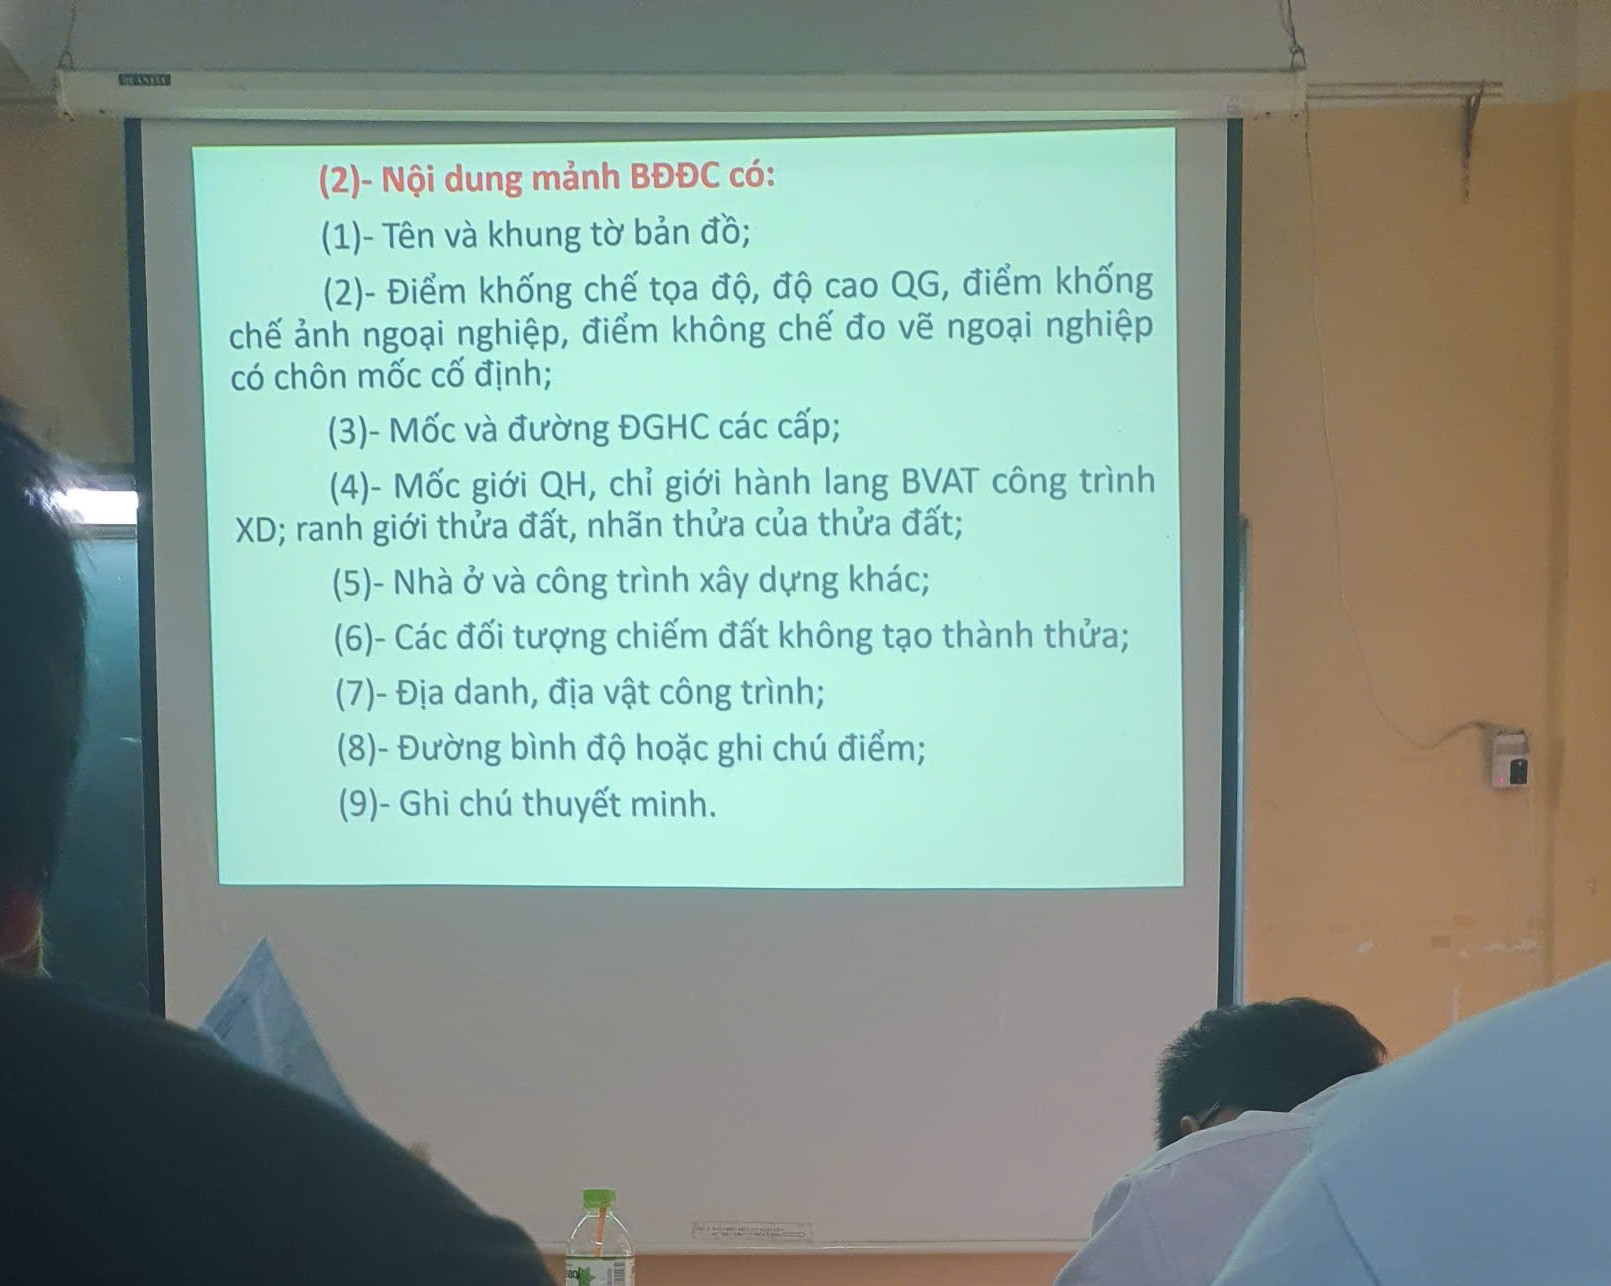 (2)- Nội dung mảnh BĐĐC có:
(1)- Tên và khung tờ bản đồ;
(2)- Điểm khống chế tọa độ, độ cao QG, điểm khống
chế ảnh ngoại nghiệp, điểm không chế đo vẽ ngoại nghiệp
có chôn mốc cố định;
(3)- Mốc và đường ĐGHC các cấp;
(4)- Mốc giới QH, chỉ giới hành lang BVAT công trình
XD; ranh giới thửa đất, nhãn thửa của thửa đất;
(5)- Nhà ở và công trình xây dựng khác;
(6)- Các đối tượng chiếm đất không tạo thành thửa;
(7)- Địa danh, địa vật công trình;
(8)- Đường bình độ hoặc ghi chú điểm;
(9)- Ghi chú thuyết minh.